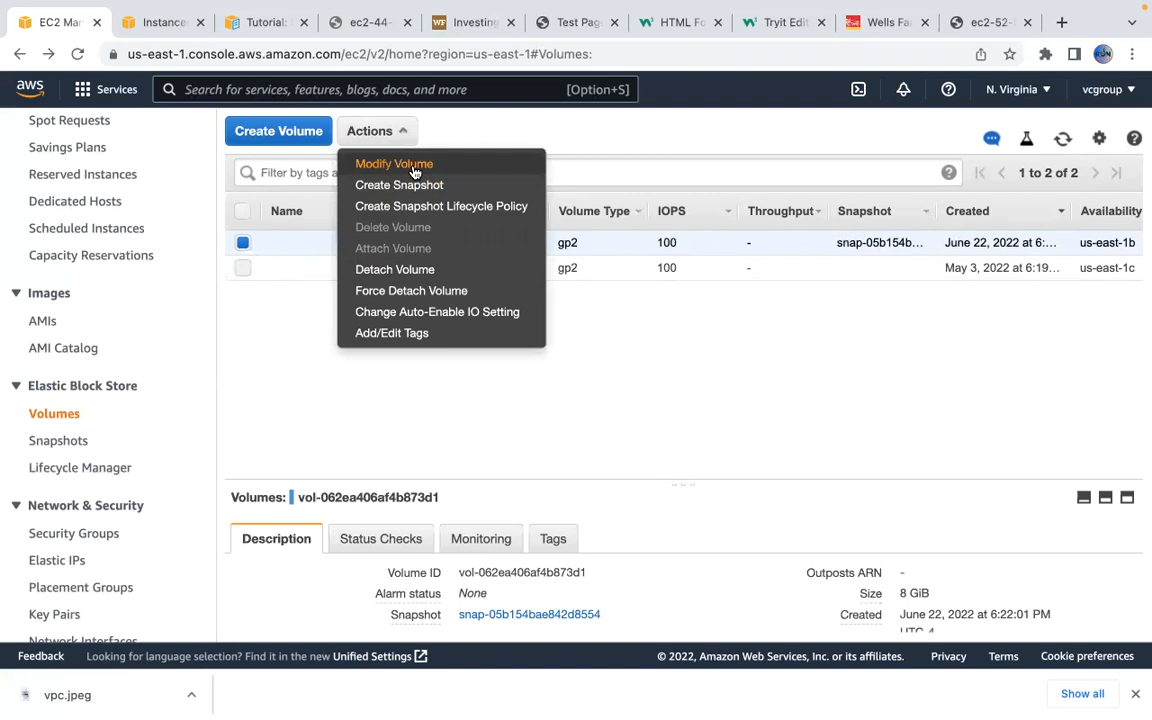 EC2 Man
Instance
Tutorial:
ec2-44-
Investing
Test Page
HTML Fo
Tryit Edit
Wells Fa
ec2-52-
us-east-1.console.aws.amazon.com/ec2/v2/home?region=us-east-1#Volumes:
aws
Services
Search for services, features, blogs, docs, and more
[Option+S]
N. Virginia
vcgroup
Spot Requests
Savings Plans
Reserved Instances
Dedicated Hosts
Scheduled Instances
Capacity Reservations
Images
AMIs
AMI Catalog
Elastic Block Store
Volumes
Snapshots
Lifecycle Manager
Network & Security
Security Groups
Elastic IPs
Placement Groups
Key Pairs
Network Interfaces
Create Volume
Actions
Modify Volume
Create Snapshot
Create Snapshot Lifecycle Policy
Delete Volume
Attach Volume
Detach Volume
Force Detach Volume
Change Auto-Enable IO Setting
Add/Edit Tags
Filter by tags a
1 to 2 of 2
Name Volume Type IOPS Throughput Snapshot Created Availability
gp2 100 - snap-05b154b... June 22, 2022 at 6:... us-east-1b
gp2 100 - May 3, 2022 at 6:19... us-east-1c
Volumes: vol-062ea406af4b873d1
Description
Status Checks
Monitoring
Tags
Volume ID vol-062ea406af4b873d1
Alarm status None
Snapshot snap-05b154bae842d8554
Outposts ARN -
Size 8 GiB
Created June 22, 2022 at 6:22:01 PM
UTC-4
Feedback
Looking for language selection? Find it in the new Unified Settings
© 2022, Amazon Web Services, Inc. or its affiliates.
Privacy
Terms
Cookie preferences
vpc.jpeg
Show all